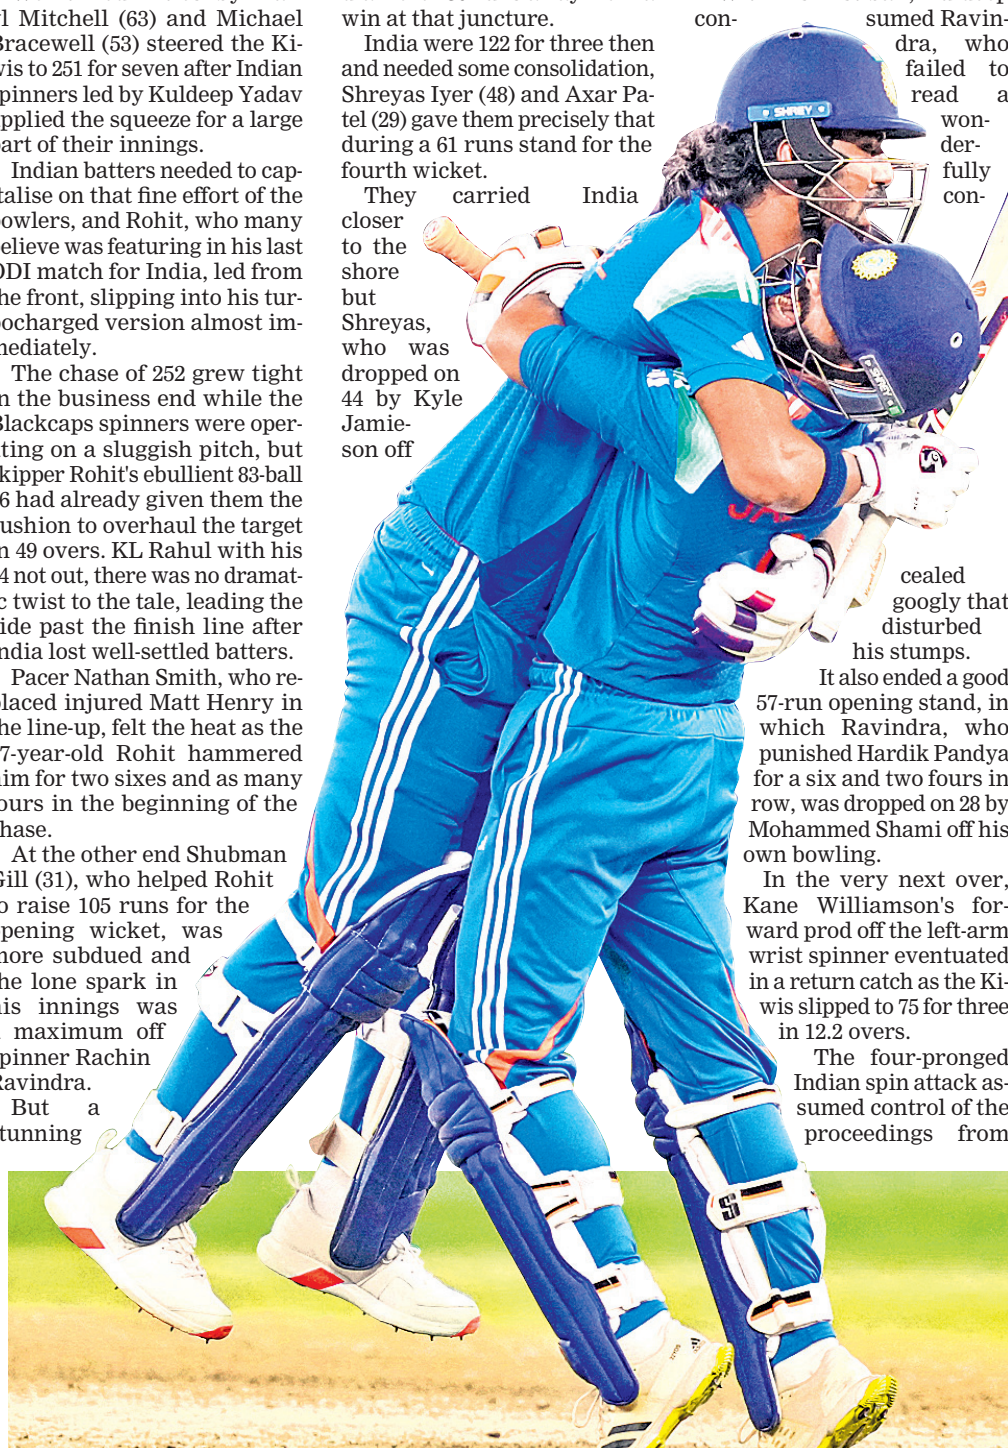 yl Mitchell (63) and Michael
Bracewell (53) steered the Ki-
wis to 251 for seven after Indian
spinners led by Kuldeep Yadav
applied the squeeze for a large
part of their innings.
Indian batters needed to cap-
italise on that fine effort of the
bowlers, and Rohit, who many
believe was featuring in his last
ODI match for India, led from
the front, slipping into his tur-
bocharged version almost im-
mediately.
The chase of 252 grew tight
in the business end while the
Blackcaps spinners were oper-
ating on a sluggish pitch, but
skipper Rohit's ebullient 83-ball
6 had already given them the
cushion to overhaul the target
in 49 overs. KL Rahul with his
4 not out, there was no dramat-
ic twist to the tale, leading the
side past the finish line after
India lost well-settled batters.
Pacer Nathan Smith, who re-
placed injured Matt Henry in
the line-up, felt the heat as the
7-year-old Rohit hammered
him for two sixes and as many
fours in the beginning of the
chase.
At the other end Shubman
Gill (31), who helped Rohit
to raise 105 runs for the
opening wicket, was
more subdued and
the lone spark in
his innings was
a maximum off
spinner Rachin
Ravindra.
But a
stunning
win at that juncture.
India were 122 for three then
and needed some consolidation,
Shreyas Iyer (48) and Axar Pa-
tel (29) gave them precisely that
during a 61 runs stand for the
fourth wicket.
They carried India
closer
to the
shore
but
Shreyas,
who was
dropped on
44 by Kyle
Jamie-
son off
con- sumed Ravin-
dra, who
failed to
read a
won-
der-
fully
con-
cealed
googly that
disturbed
his stumps.
It also ended a good
57-run opening stand, in
which Ravindra, who
punished Hardik Pandya
for a six and two fours in
row, was dropped on 28 by
Mohammed Shami off his
own bowling.
In the very next over,
Kane Williamson's for-
ward prod off the left-arm
wrist spinner eventuated
in a return catch as the Ki-
wis slipped to 75 for three
in 12.2 overs.
The four-pronged
Indian spin attack as-
sumed control of the
proceedings from
SHREY
SHREY